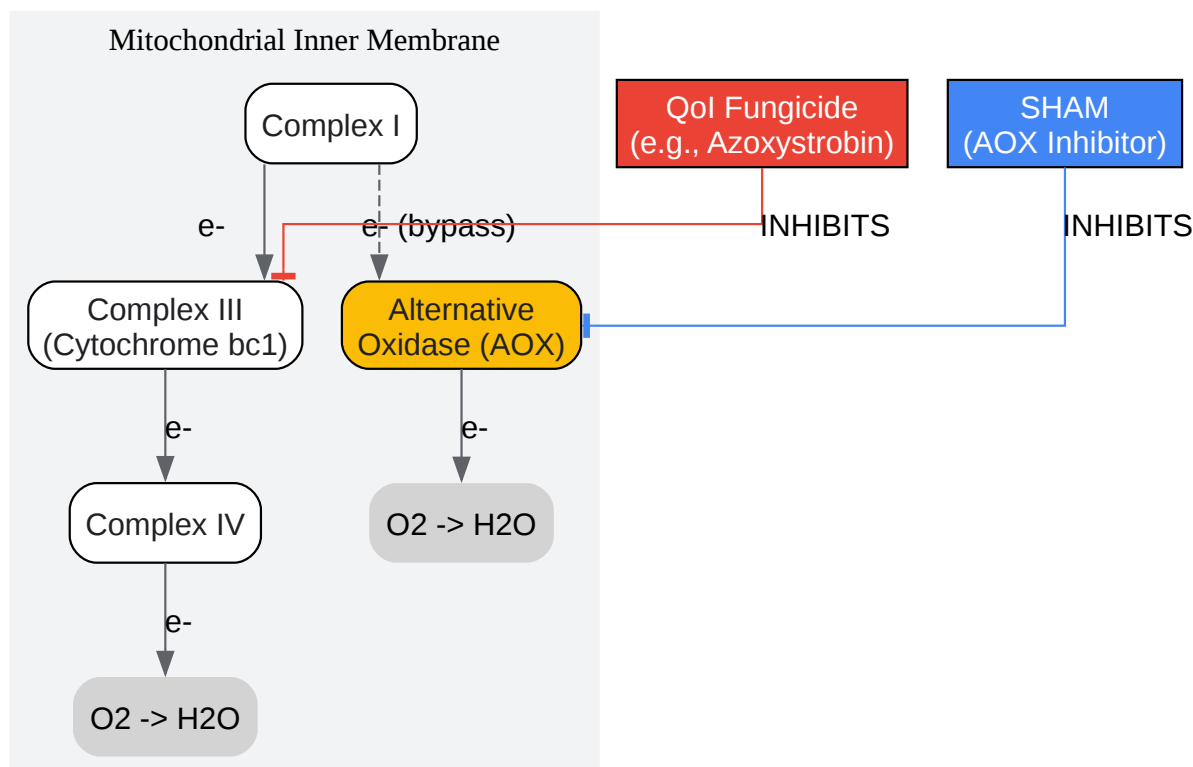 Mitochondrial Inner Membrane
Complex I
QoI Fungicide
(e.g., Azoxystrobin)
SHAM
(AOX Inhibitor)
e-
e- (bypass)
INHIBITS
INHIBITS
Complex III
(Cytochrome bc1)
Alternative
Oxidase (AOX)
e-
e-
Complex IV
O2 -> H2O
e-
O2 -> H2O